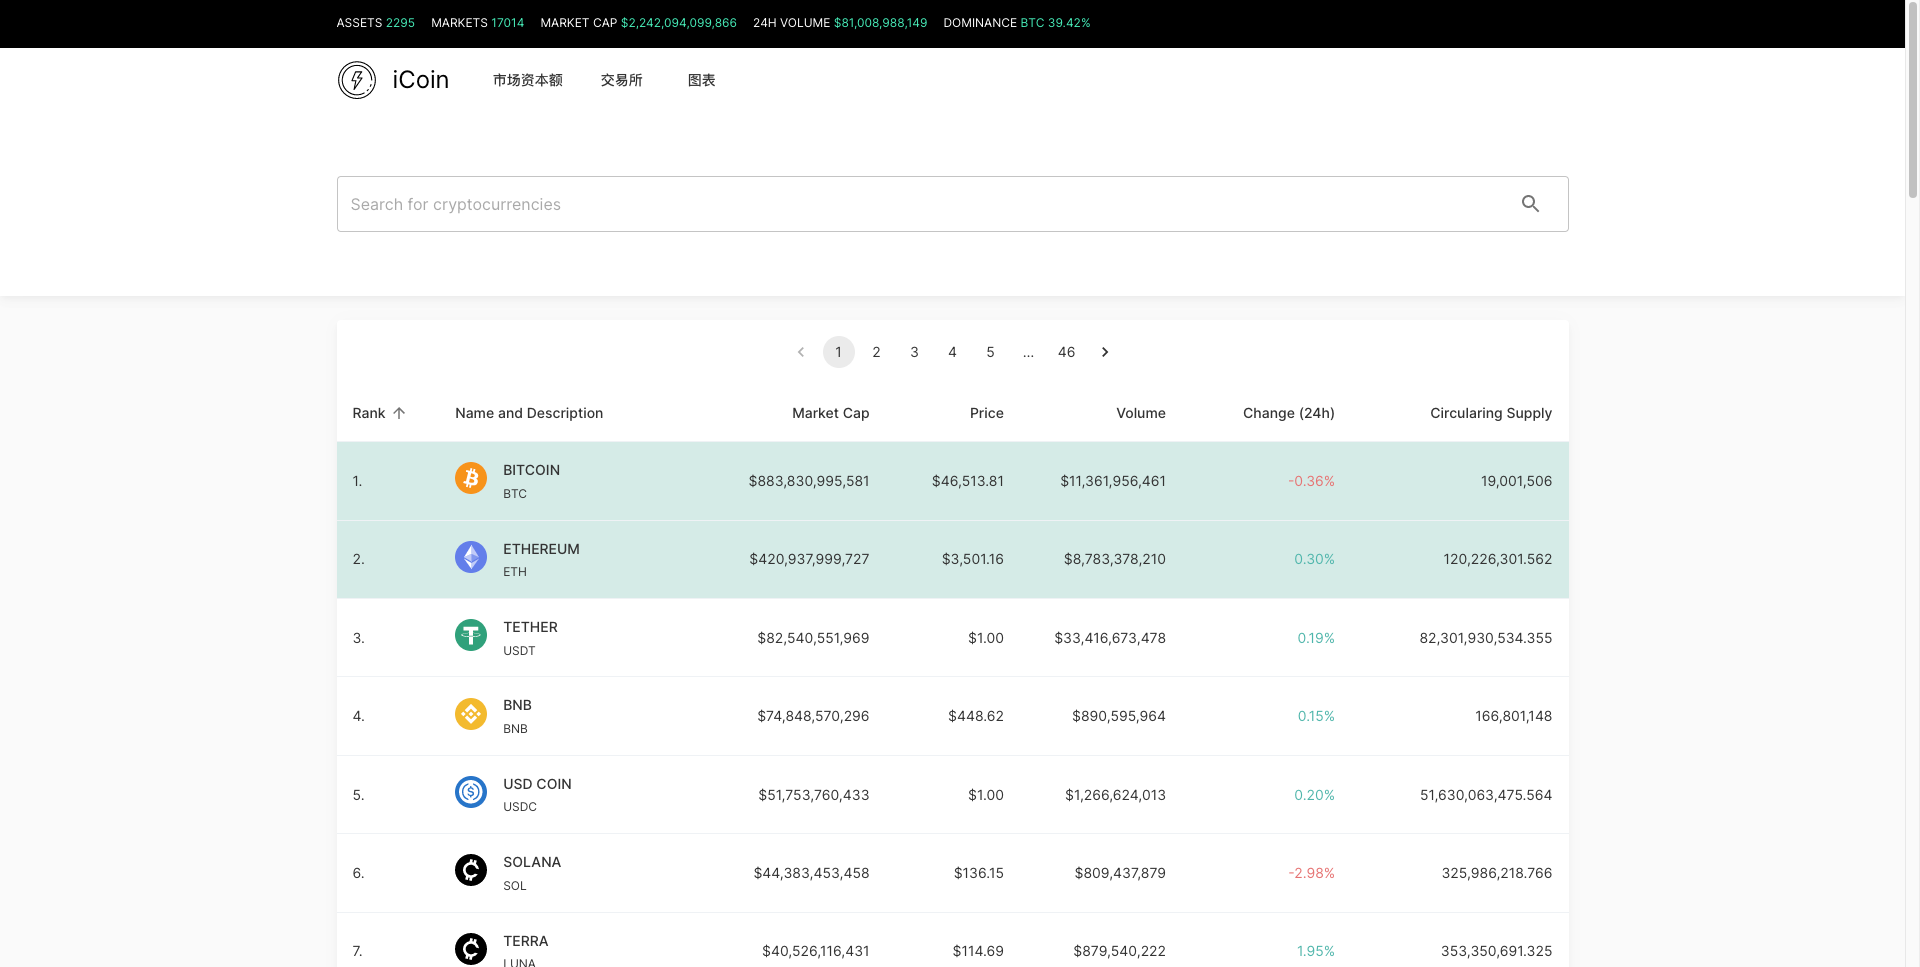 ASSETS 2295 MARKETS 17014 MARKET CAP $2,242,094,099,866 24H VOLUME $81,008,988,149 DOMINANCE BTC 39.42%
iCoin 市场资本额 交易所 图表
Search for cryptocurrencies
1 2 3 4 5 ... 46
Rank Name and Description Market Cap Price Volume Change (24h) Circularing Supply
1. BITCOIN $883,830,995,581 $46,513.81 $11,361,956,461 -0.36% 19,001,506
BTC
2. ETHEREUM $420,937,999,727 $3,501.16 $8,783,378,210 0.30% 120,226,301.562
ETH
3. TETHER $82,540,551,969 $1.00 $33,416,673,478 0.19% 82,301,930,534.355
USDT
4. BNB $74,848,570,296 $448.62 $890,595,964 0.15% 166,801,148
BNB
5. USD COIN $51,753,760,433 $1.00 $1,266,624,013 0.20% 51,630,063,475.564
USDC
6. SOLANA $44,383,453,458 $136.15 $809,437,879 -2.98% 325,986,218.766
SOL
7. TERRA $40,526,116,431 $114.69 $879,540,222 1.95% 353,350,691.325
LUNA